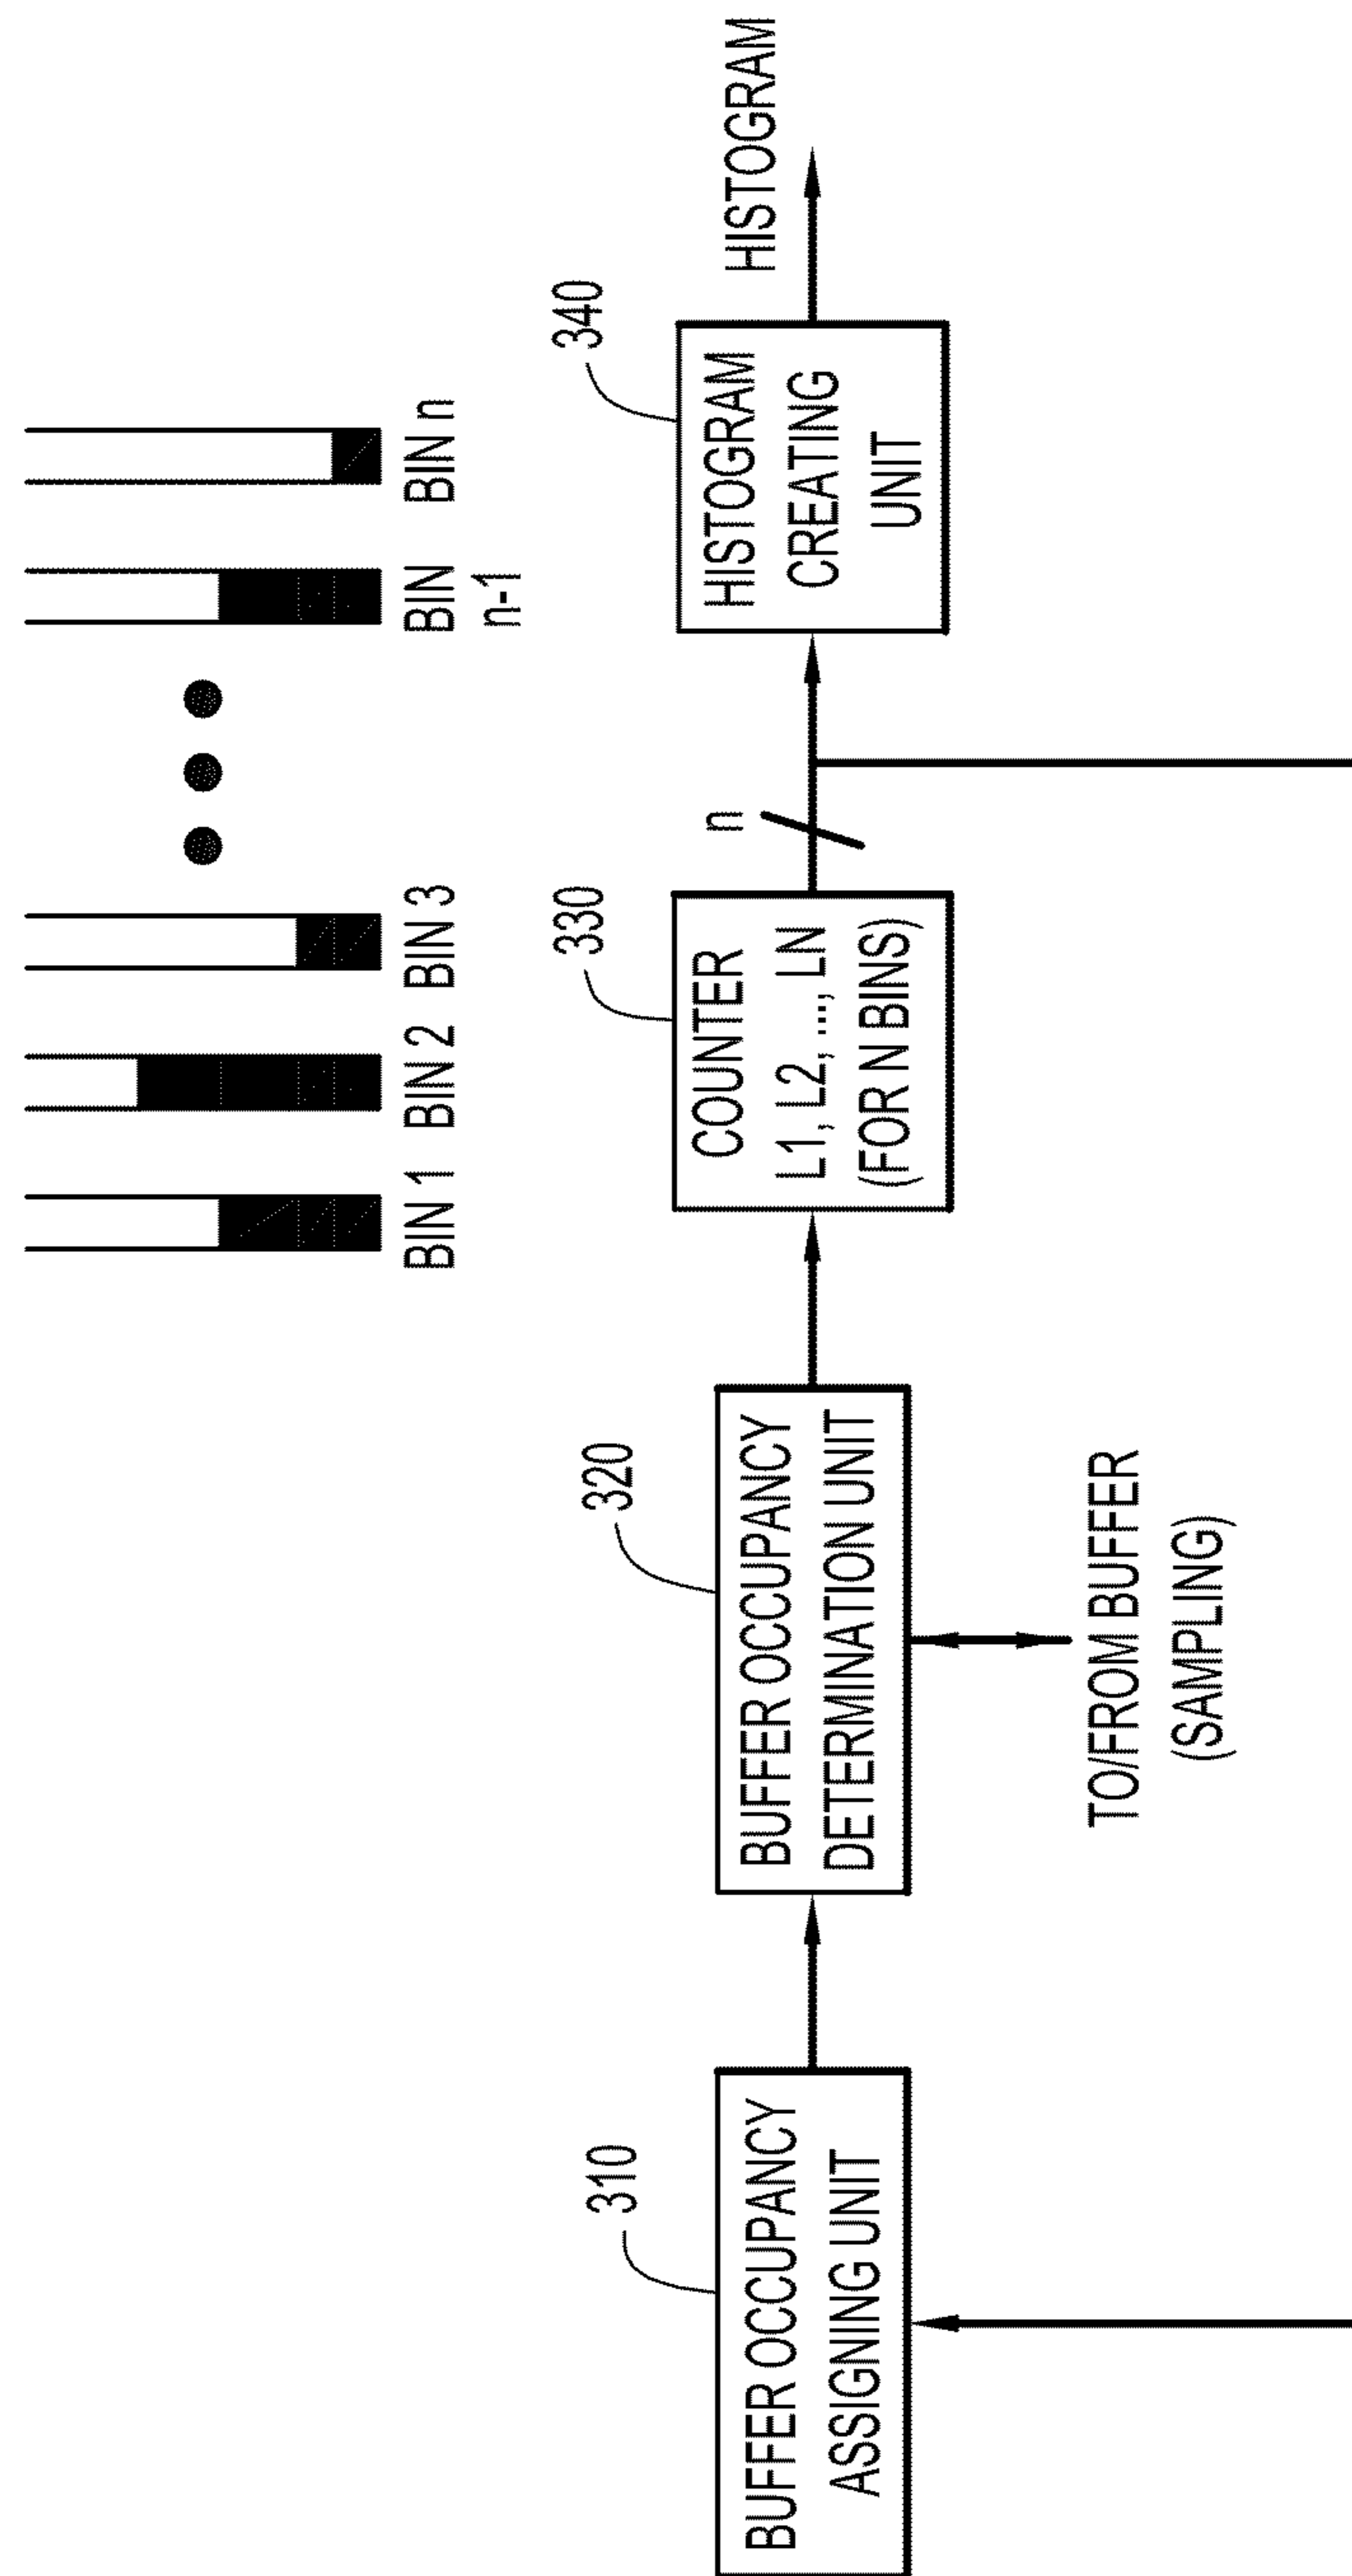 BIN 1
BIN 2
BIN 3
BIN
n-1
BIN n
310
BUFFER OCCUPANCY
ASSIGNING UNIT
320
BUFFER OCCUPANCY
DETERMINATION UNIT
TO/FROM BUFFER
(SAMPLING)
330
COUNTER
L1, L2, ..., LN
(FOR N BINS)
n
340
HISTOGRAM
CREATING
UNIT
HISTOGRAM